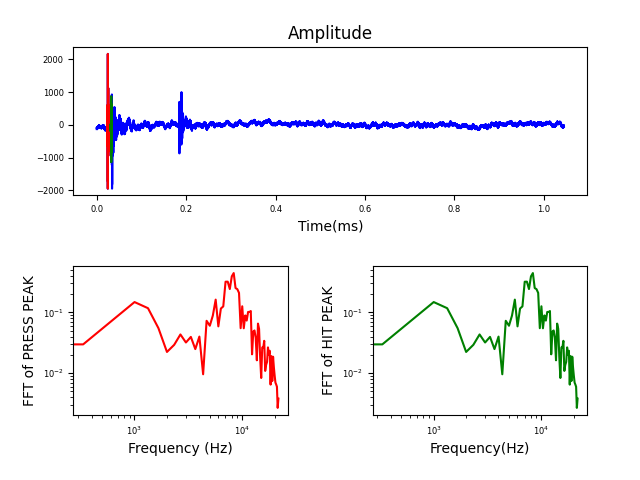 Amplitude
2000
1000
0
−1000
−2000
0.0 0.2 0.4 0.6 0.8 1.0
Time(ms)
FFT of PRESS PEAK
10⁻¹
10⁻²
10³ 10⁴
Frequency (Hz)
FFT of HIT PEAK
10⁻¹
10⁻²
10³ 10⁴
Frequency(Hz)